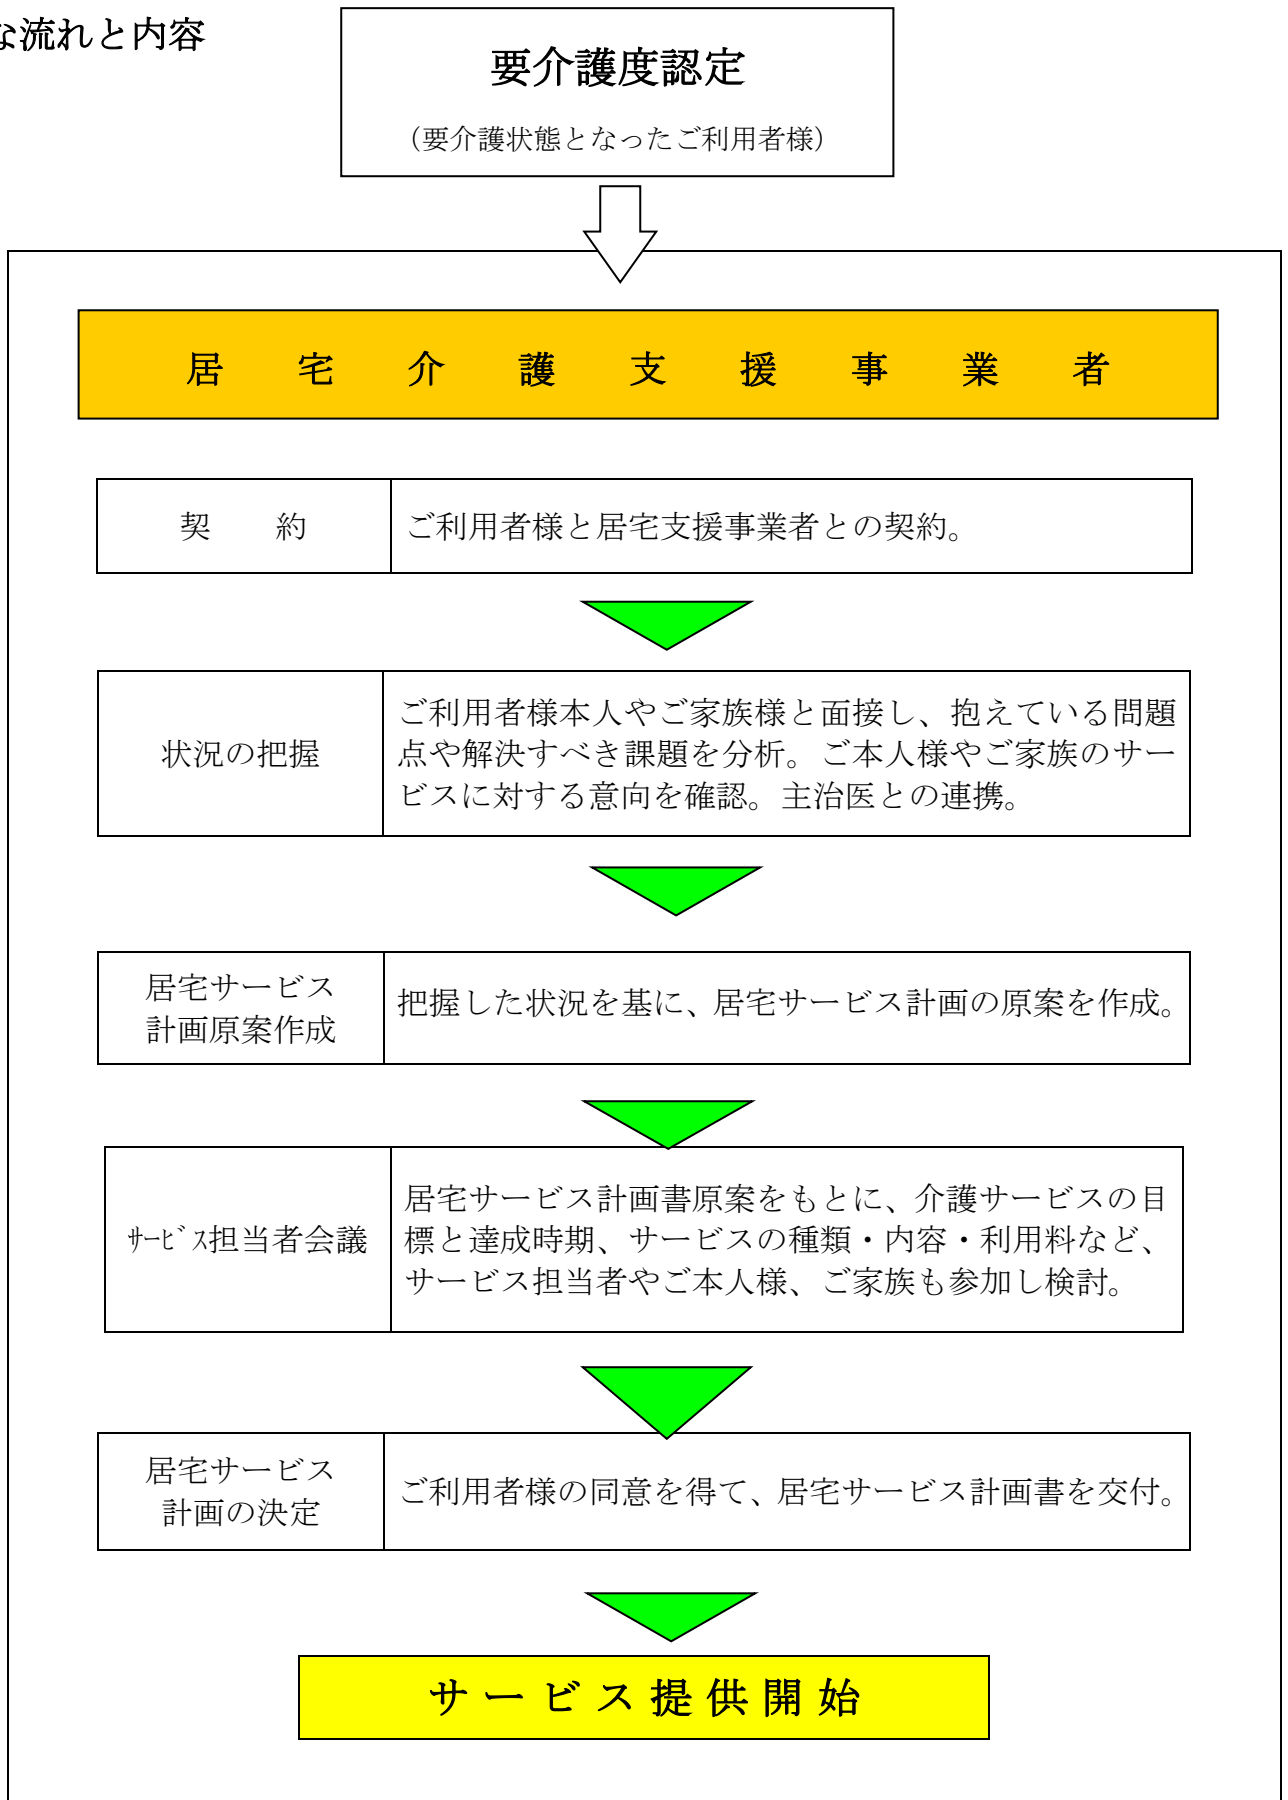 な流れと内容
要介護度認定
（要介護状態となったご利用者様）
居宅介護支援事業者
契約
ご利用者様と居宅支援事業者との契約。
状況の把握
ご利用者様本人やご家族様と面接し、抱えている問題
点や解決すべき課題を分析。ご本人様やご家族のサー
ビスに対する意向を確認。主治医との連携。
居宅サービス
計画原案作成
把握した状況を基に、居宅サービス計画の原案を作成。
ｻｰﾋﾞｽ担当者会議
居宅サービス計画書原案をもとに、介護サービスの目
標と達成時期、サービスの種類・内容・利用料など、
サービス担当者やご本人様、ご家族も参加し検討。
居宅サービス
計画の決定
ご利用者様の同意を得て、居宅サービス計画書を交付。
サービス提供開始